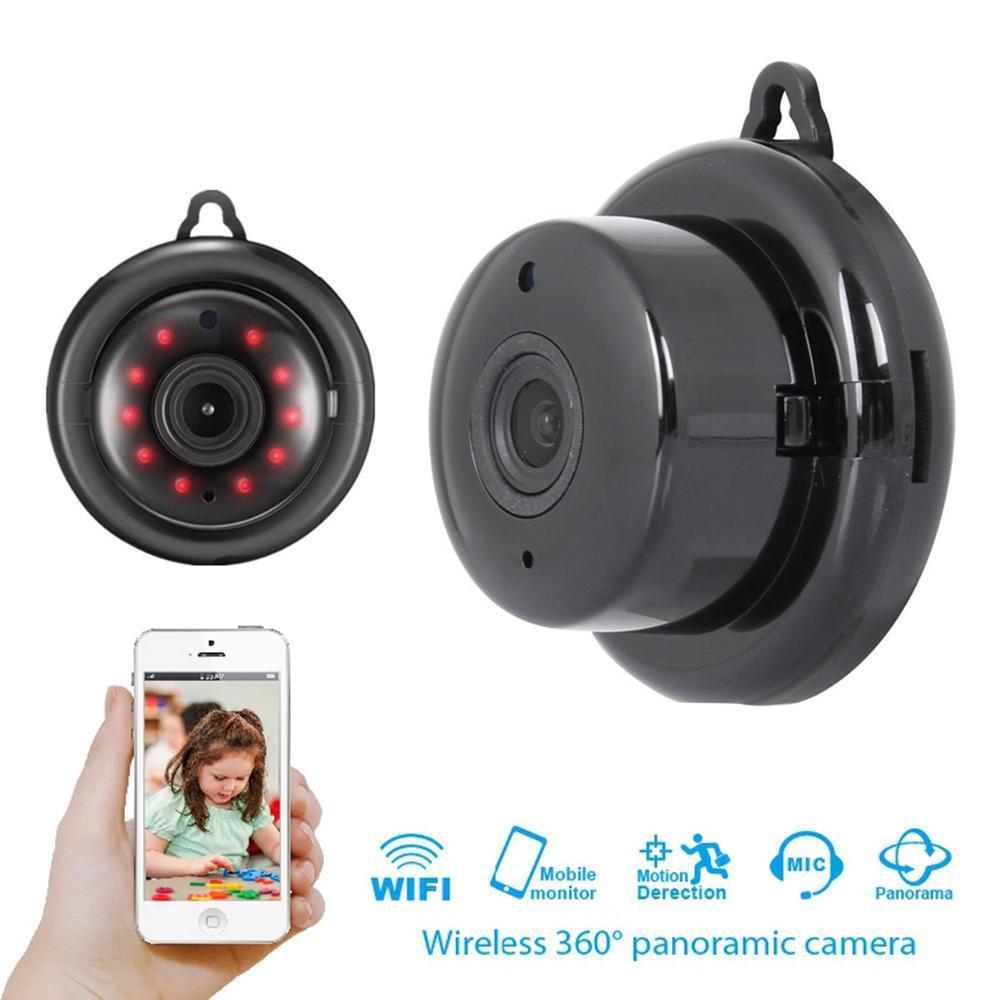 WIFI
Mobile
monitor
Motion
Derection
MIC
Panorama
Wireless 360° panoramic camera